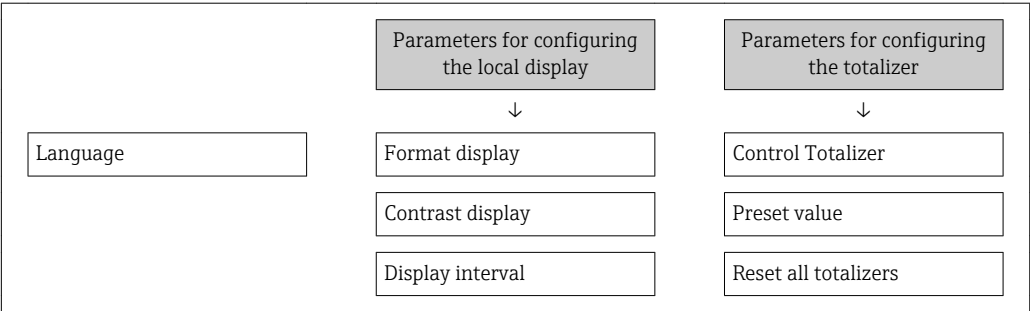 Parameters for configuring
the local display
Parameters for configuring
the totalizer
↓
↓
Language
Format display
Control Totalizer
Contrast display
Preset value
Display interval
Reset all totalizers